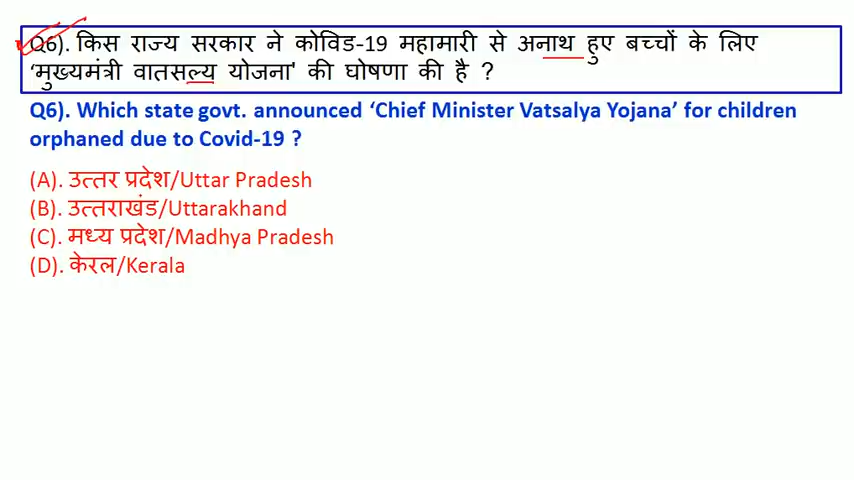 Q6). किस राज्य सरकार ने कोविड-19 महामारी से अनाथ हुए बच्चों के लिए
‘मुख्यमंत्री वातसल्य योजना' की घोषणा की है ?
Q6). Which state govt. announced ‘Chief Minister Vatsalya Yojana’ for children
orphaned due to Covid-19 ?
(A). उत्तर प्रदेश/Uttar Pradesh
(B). उत्तराखंड/Uttarakhand
(C). मध्य प्रदेश/Madhya Pradesh
(D). केरल/Kerala